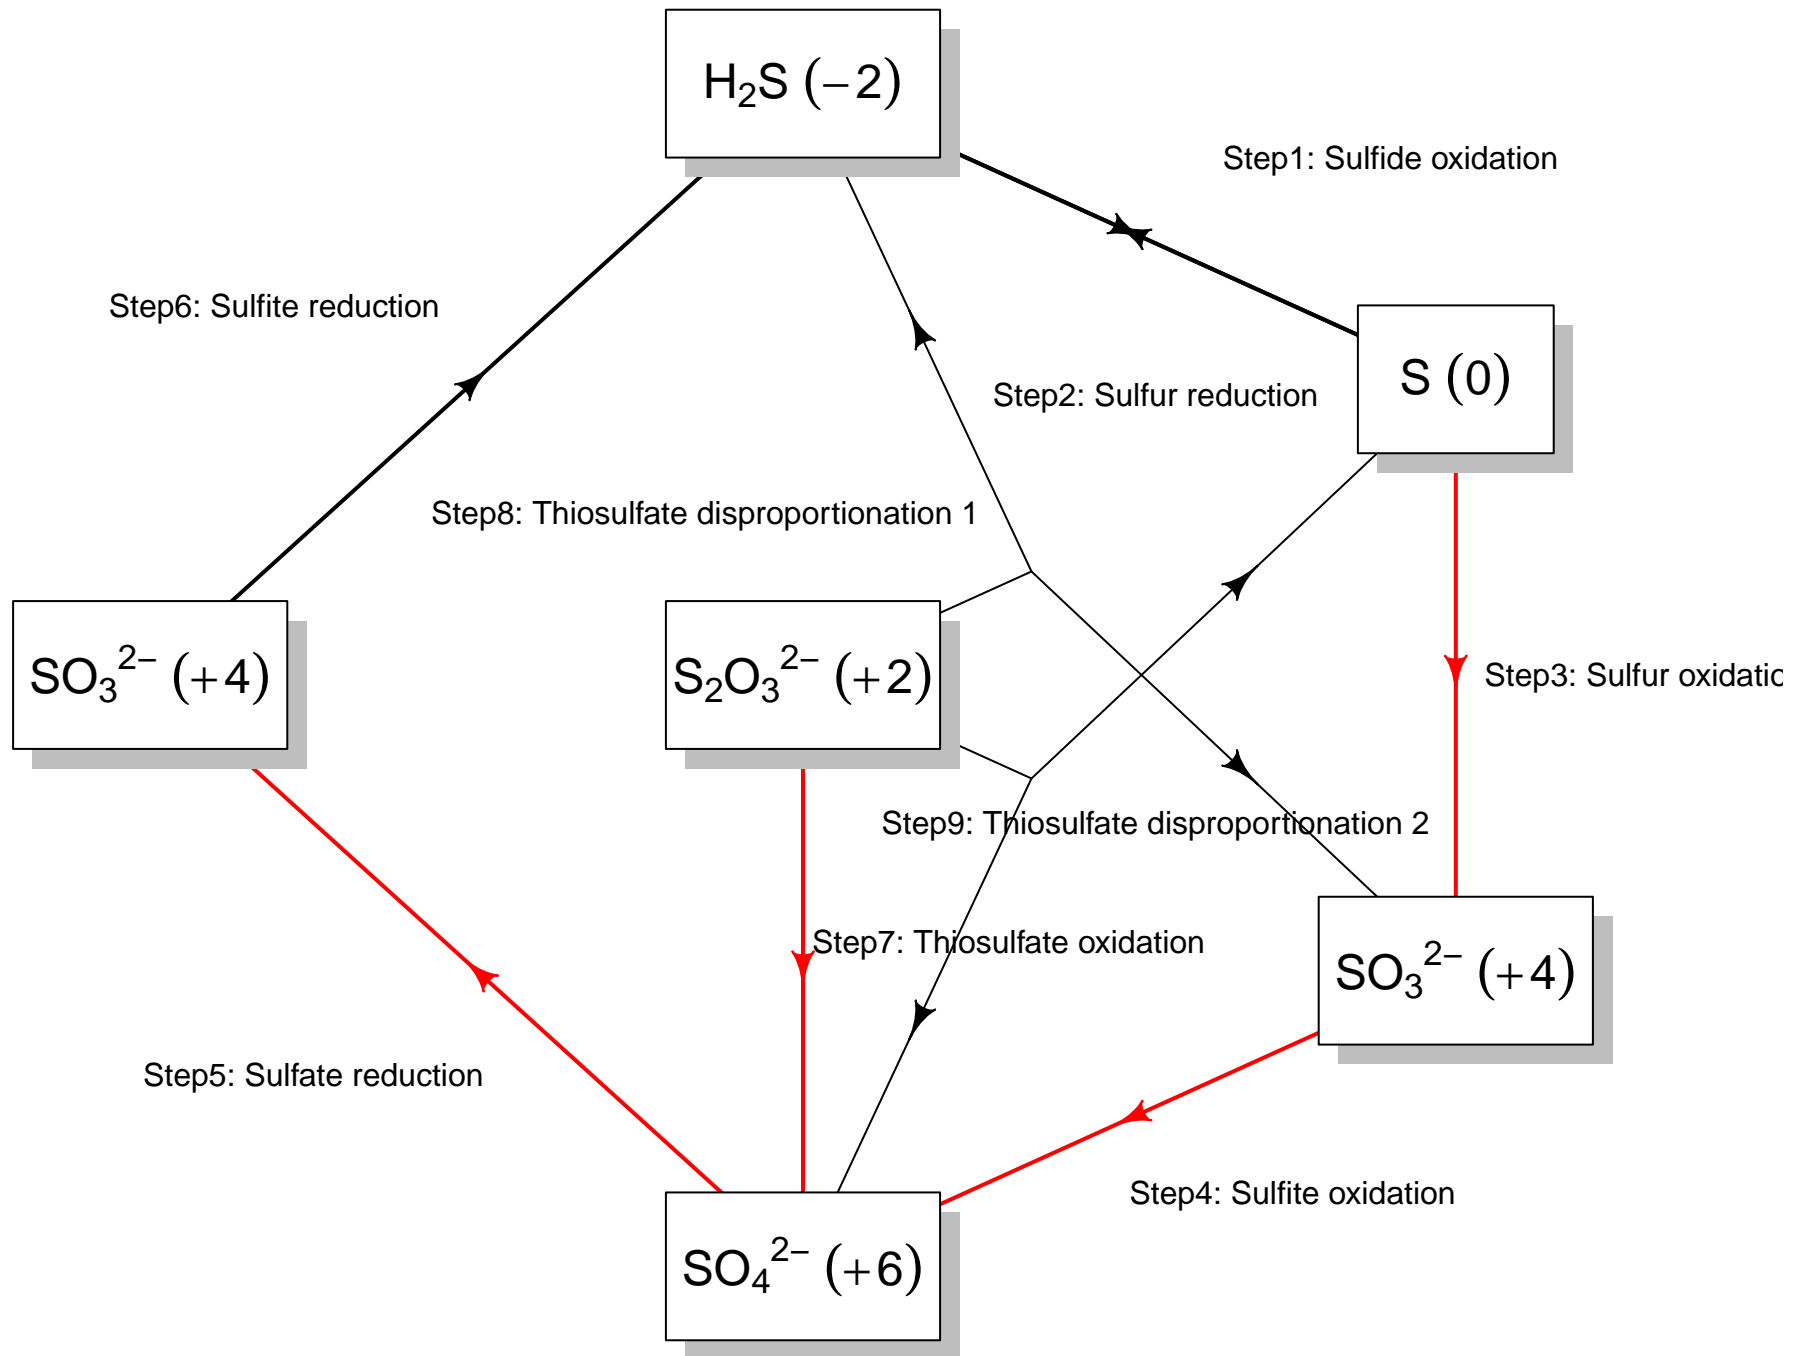 H₂S (−2)
Step1: Sulfide oxidation
Step6: Sulfite reduction
S (0)
Step2: Sulfur reduction
Step8: Thiosulfate disproportionation 1
SO₃²⁻ (+4)
S₂O₃²⁻ (+2)
Step3: Sulfur oxidatic
Step9: Thiosulfate disproportionation 2
Step7: Thiosulfate oxidation
SO₃²⁻ (+4)
Step5: Sulfate reduction
Step4: Sulfite oxidation
SO₄²⁻ (+6)